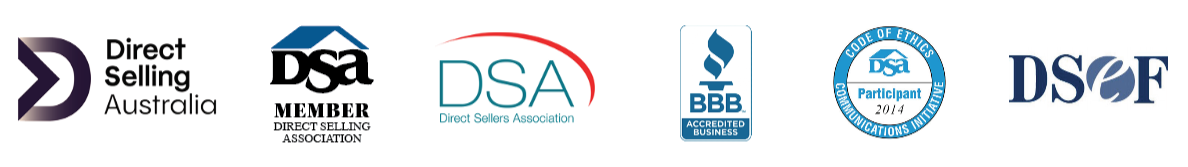 Direct
Selling
Australia
DSA
MEMBER
DIRECT SELLING
ASSOCIATION
DSA
Direct Sellers Association
BBB
ACCREDITED
BUSINESS
CODE OF ETHICS
DSA
Participant
2014
COMMUNICATIONS INITIATIVE
DSEF